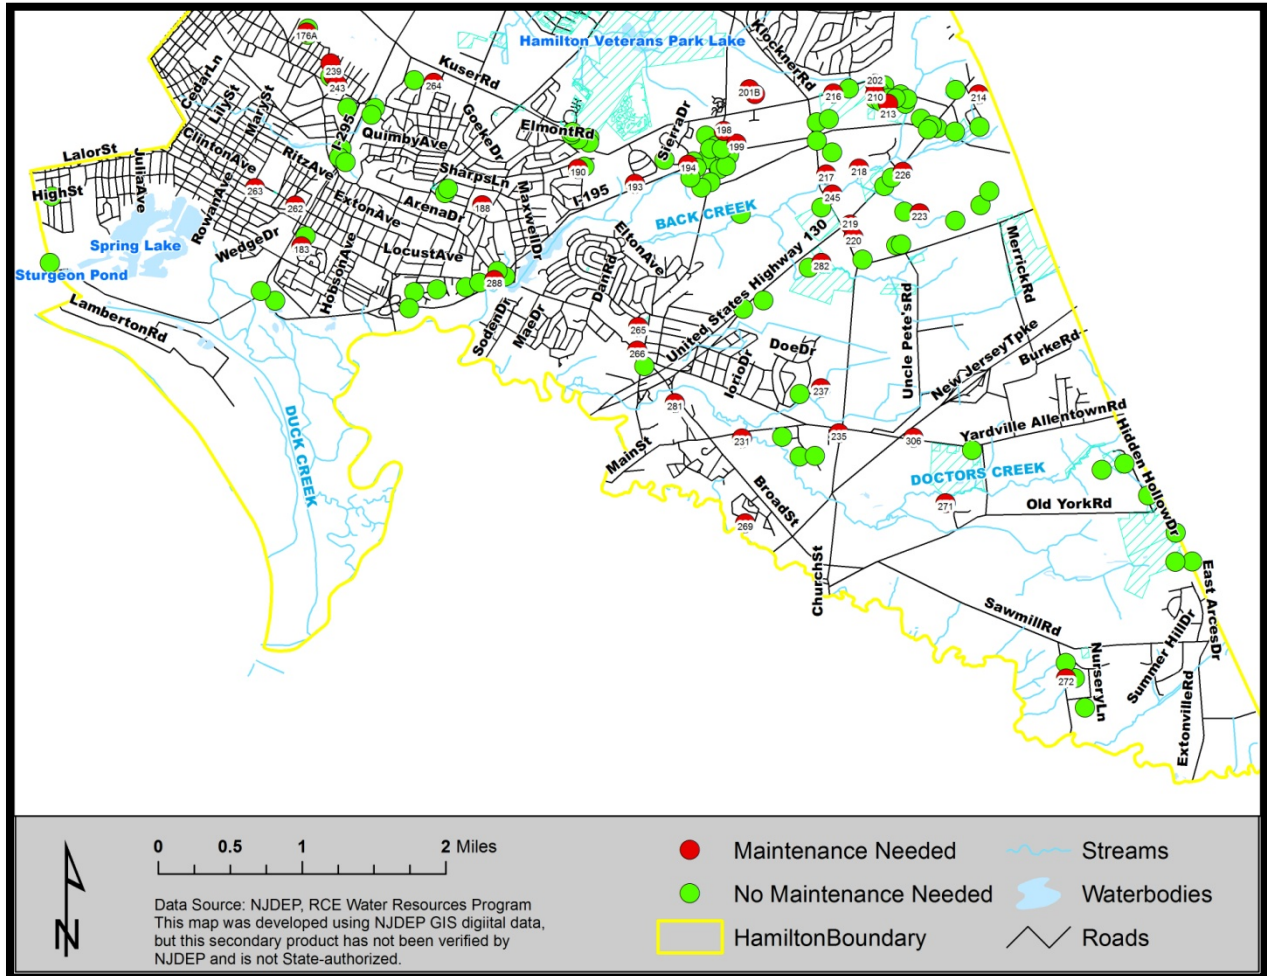 Hamilton Veterans Park Lake
KlocknerRd
176A
KuserRd
239
243
264
201B
202
216
210
213
214
CedarLn
LilySt
MarySt
I-295
QuimbyAve
GoekeDr
ElmontRd
SierraDr
198
199
ClintonAve
RitzAve
SharpsLn
LalorSt
JuliaAve
HighSt
263
262
RowanAve
ExtonAve
ArenaDr
188
MaxwellDr
190
I-195
193
194
217
218
226
245
BACK CREEK
223
219
220
Spring Lake
WedgeDr
183
HobsonAve
LocustAve
EltonAve
DanRd
282
MerrickRd
Sturgeon Pond
288
United States Highway 130
Uncle Pete'sRd
LambertonRd
SodenDr
MaeDr
265
266
DoeDr
IorioDr
New JerseyTpke
BurkeRd
237
281
DUCK CREEK
231
235
306
Yardville AllentownRd
MainSt
BroadSt
DOCTORS CREEK
Hidden HollowDr
271
Old YorkRd
269
ChurchSt
East ArcesDr
SawmillRd
Summer HillDr
272
NurseryLn
ExtonvilleRd
N
0 0.5 1 2 Miles
Data Source: NJDEP, RCE Water Resources Program
This map was developed using NJDEP GIS digiital data,
but this secondary product has not been verified by
NJDEP and is not State-authorized.
Maintenance Needed
No Maintenance Needed
HamiltonBoundary
Streams
Waterbodies
Roads